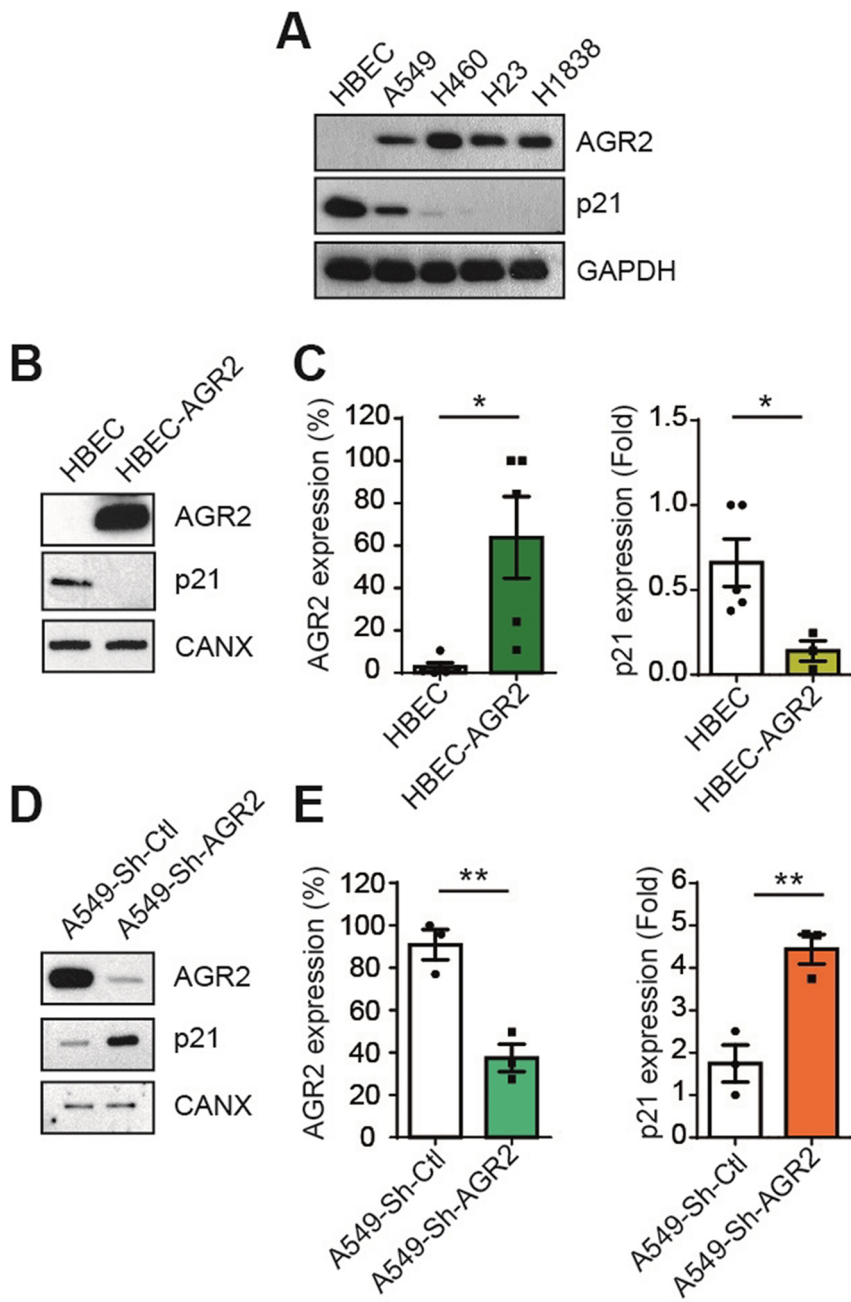 A
HBEC A549 H460 H23 H1838
AGR2
p21
GAPDH
B
HBEC HBEC-AGR2
AGR2
p21
CANX
C
AGR2 expression (%)
120
100
80
60
40
20
0
*
HBEC HBEC-AGR2
p21 expression (Fold)
1.5
1.0
0.5
0.0
*
HBEC HBEC-AGR2
D
A549-Sh-Ctl A549-Sh-AGR2
AGR2
p21
CANX
E
AGR2 expression (%)
120
100
80
60
40
20
0
**
A549-Sh-Ctl A549-Sh-AGR2
p21 expression (Fold)
6
5
4
3
2
1
0
**
A549-Sh-Ctl A549-Sh-AGR2